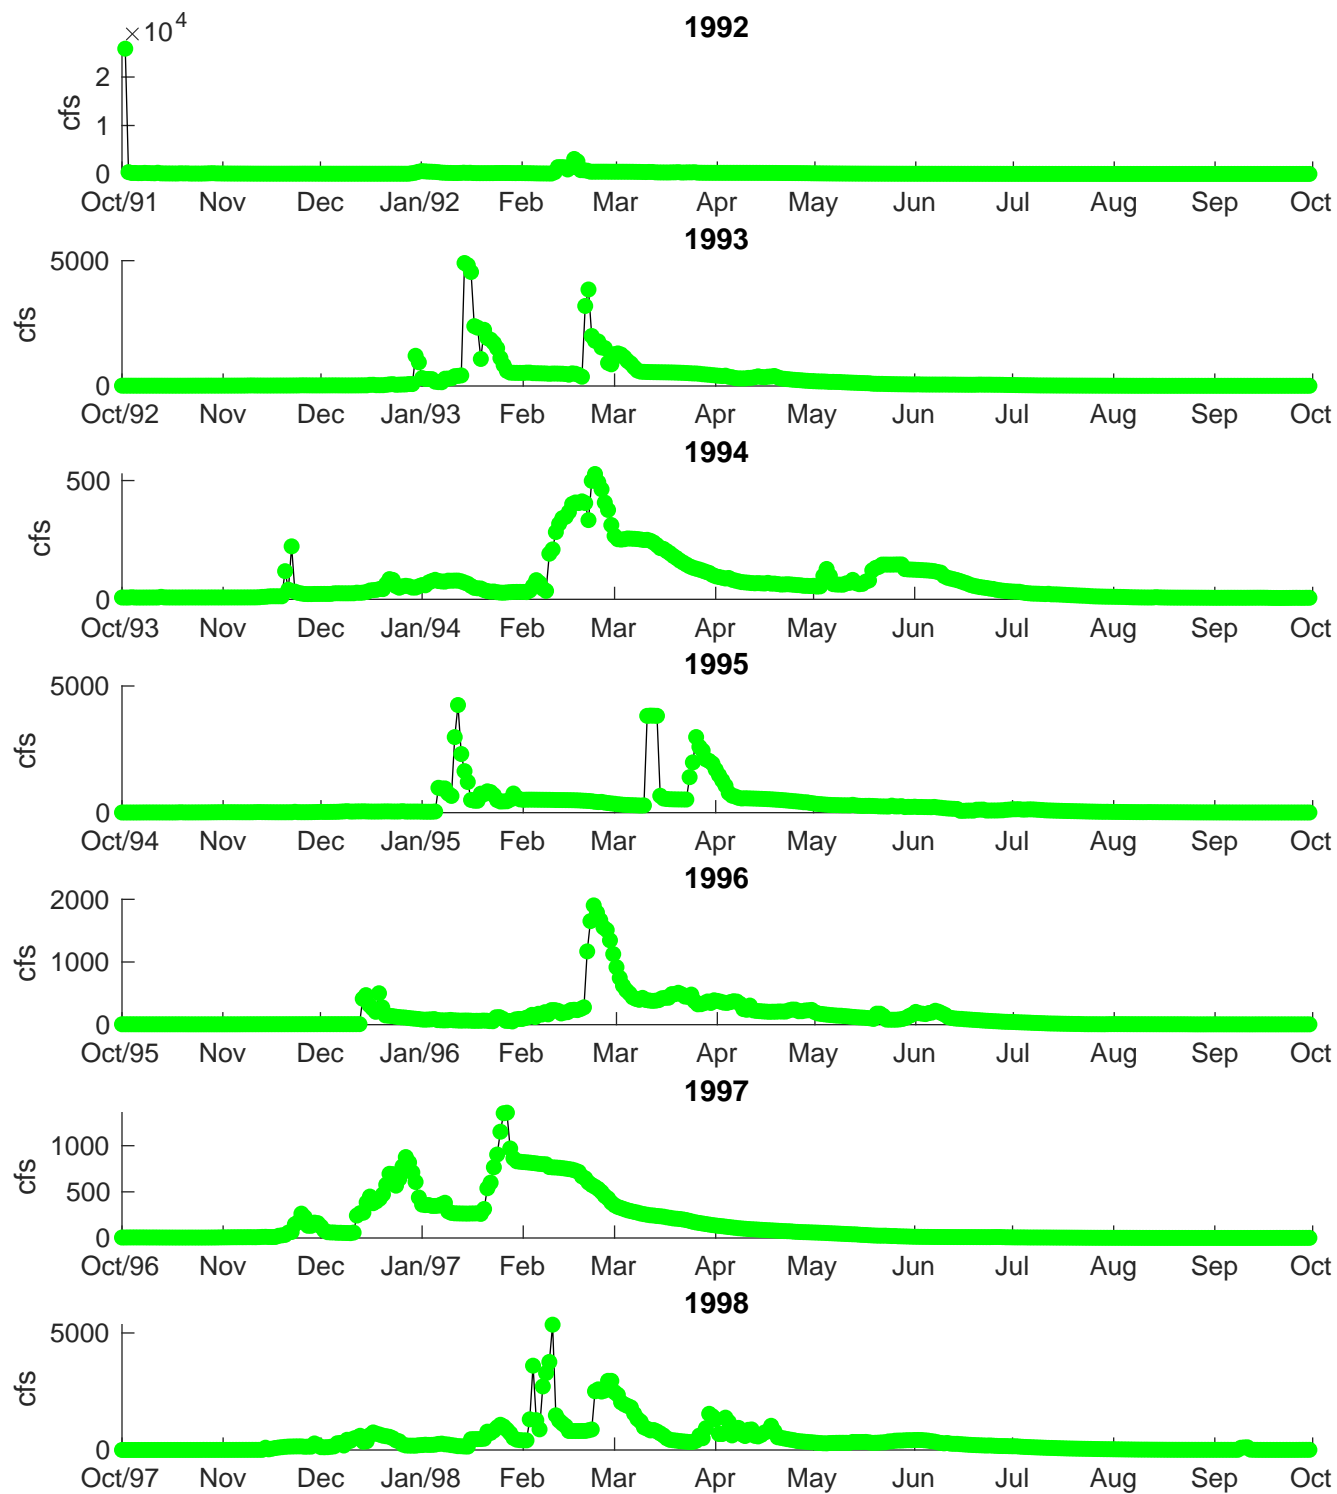 1992
×10^4
2
1
0
cfs
Oct/91 Nov Dec Jan/92 Feb Mar Apr May Jun Jul Aug Sep Oct
1993
5000
0
cfs
Oct/92 Nov Dec Jan/93 Feb Mar Apr May Jun Jul Aug Sep Oct
1994
500
0
cfs
Oct/93 Nov Dec Jan/94 Feb Mar Apr May Jun Jul Aug Sep Oct
1995
5000
0
cfs
Oct/94 Nov Dec Jan/95 Feb Mar Apr May Jun Jul Aug Sep Oct
1996
2000
1000
0
cfs
Oct/95 Nov Dec Jan/96 Feb Mar Apr May Jun Jul Aug Sep Oct
1997
1000
500
0
cfs
Oct/96 Nov Dec Jan/97 Feb Mar Apr May Jun Jul Aug Sep Oct
1998
5000
0
cfs
Oct/97 Nov Dec Jan/98 Feb Mar Apr May Jun Jul Aug Sep Oct